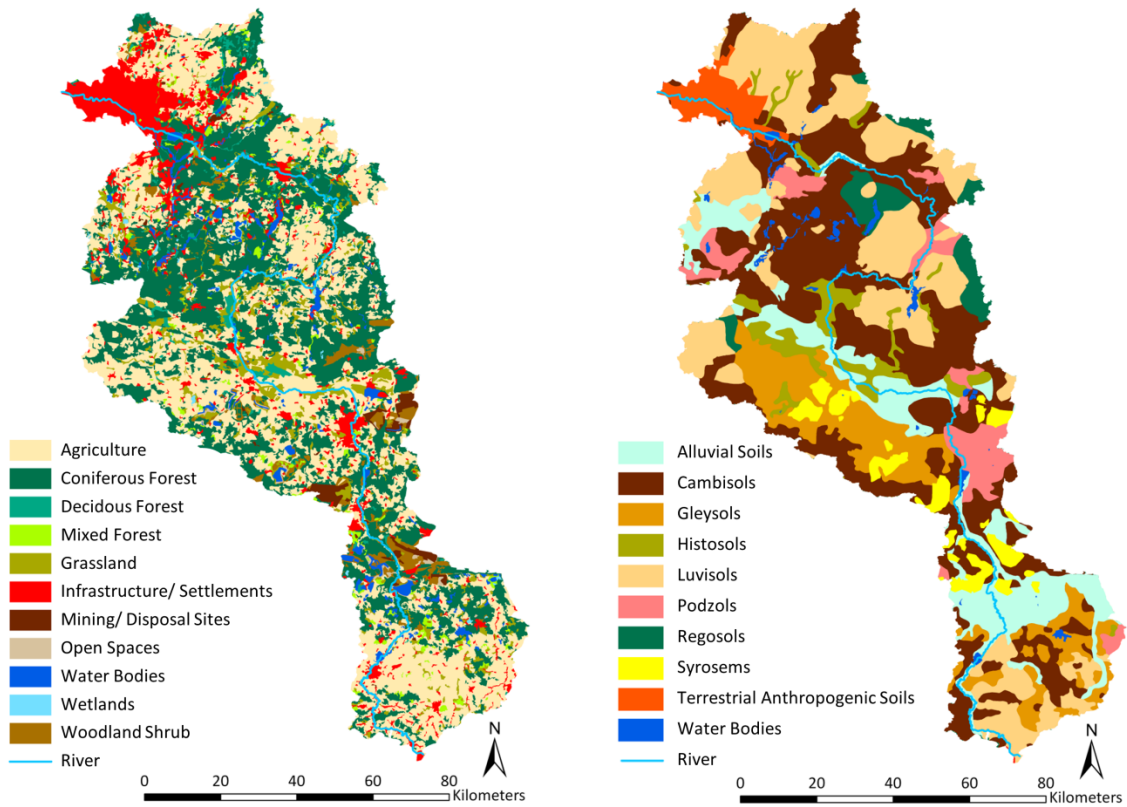 Agriculture
Coniferous Forest
Decidous Forest
Mixed Forest
Grassland
Infrastructure/ Settlements
Mining/ Disposal Sites
Open Spaces
Water Bodies
Wetlands
Woodland Shrub
River
N
0 20 40 60 80
Kilometers
Alluvial Soils
Cambisols
Gleysols
Histosols
Luvisols
Podzols
Regosols
Syrosems
Terrestrial Anthropogenic Soils
Water Bodies
River
N
0 20 40 60 80
Kilometers